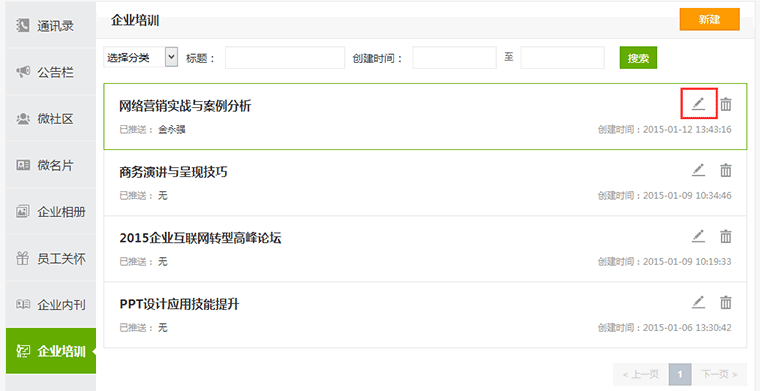 通讯录
公告栏
微社区
微名片
企业相册
员工关怀
企业内刊
企业培训
企业培训
新建
选择分类 标题： 创建时间： 至 搜索
网络营销实战与案例分析
已推送： 金永强 创建时间：2015-01-12 13:43:16
商务演讲与呈现技巧
已推送： 无 创建时间：2015-01-09 10:34:46
2015企业互联网转型高峰论坛
已推送： 无 创建时间：2015-01-09 10:19:33
PPT设计应用技能提升
已推送： 无 创建时间：2015-01-06 13:30:42
< 上一页 1 下一页 >